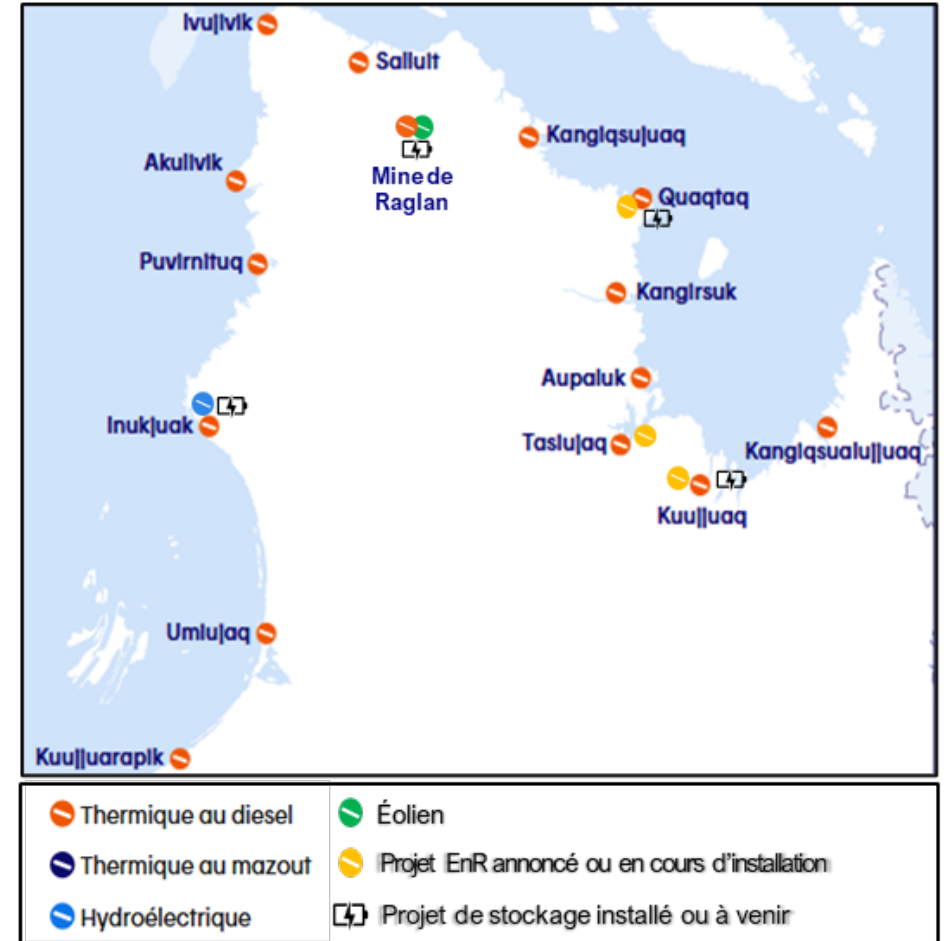 Ivujivik
Salluit
Kangiqsujuaq
Akulivik
Mine de
Raglan
Quaqtaq
Puvirnituq
Kangirsuk
Aupaluk
Inukjuak
Tasiujaq
Kangiqsualujjuaq
Kuujjuaq
Umiujaq
Kuujjuarapik
Thermique au diesel
Éolien
Thermique au mazout
Projet EnR annoncé ou en cours d'installation
Hydroélectrique
Projet de stockage installé ou à venir